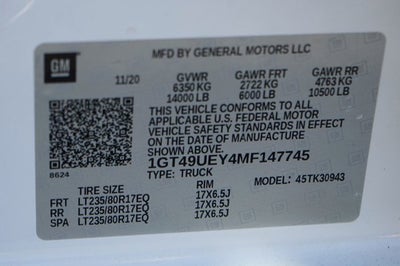 GM
MFD BY GENERAL MOTORS LLC
11/20 GVWR GAWR FRT GAWR RR
6350 KG 2722 KG 4763 KG
14000 LB 6000 LB 10500 LB
THIS VEHICLE CONFORMS TO ALL
APPLICABLE U.S. FEDERAL MOTOR
VEHICLE SAFETY STANDARDS IN EFFECT
ON THE DATE OF MANUFACTURE SHOWN ABOVE.
1GT49UEY4MF147745
8624 TYPE: TRUCK MODEL: 45TK30943
TIRE SIZE RIM
FRT LT235/80R17EQ 17X6.5J
RR LT235/80R17EQ 17X6.5J
SPA LT235/80R17EQ 17X6.5J